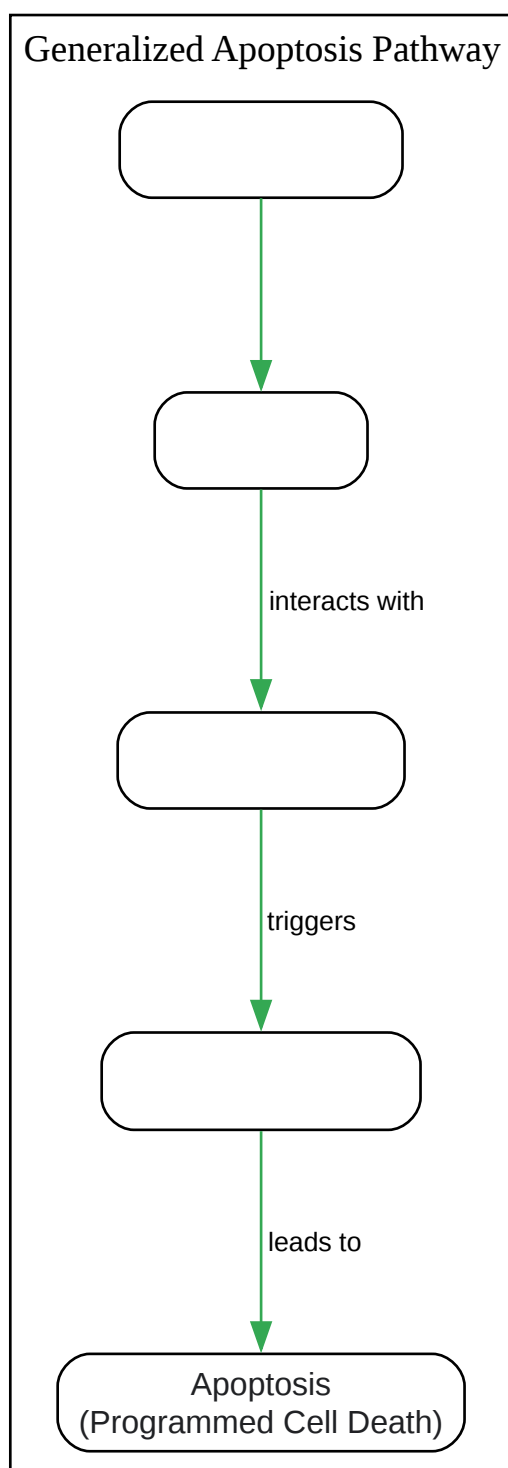 Generalized Apoptosis Pathway
interacts with
triggers
leads to
Apoptosis
(Programmed Cell Death)